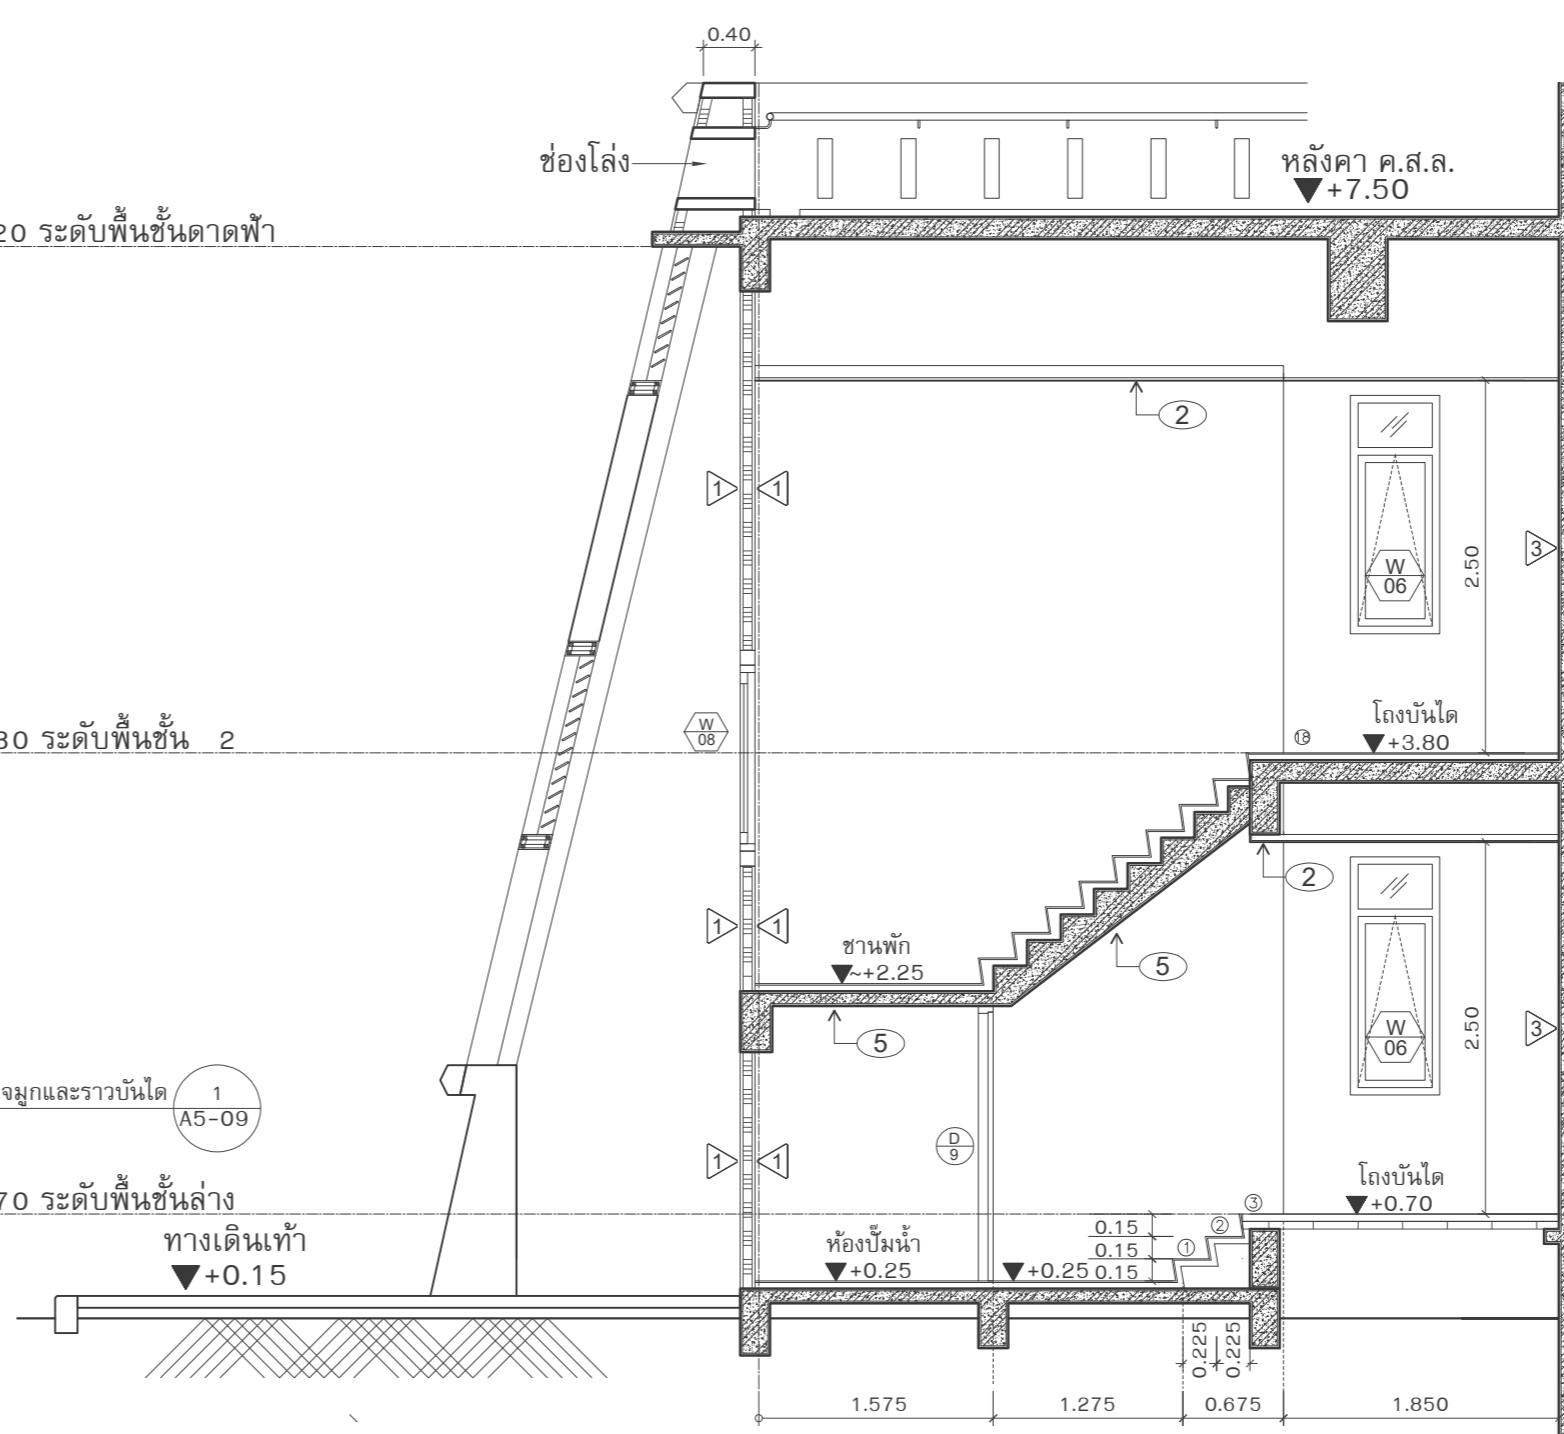 0.40
ช่องโล่ง
หลังคา ค.ส.ล.
+7.50
20 ระดับพื้นชั้นดาดฟ้า
2
1 1
W
06
2.50
3
โถงบันได
+3.80
18
W
08
30 ระดับพื้นชั้น 2
2
1 1
ชานพัก
~+2.25
5
5
W
06
2.50
3
จมูกและราวบันได
1
A5-09
D
9
1 1
โถงบันได
+0.70
70 ระดับพื้นชั้นล่าง
3
2
1
0.15
0.15
0.15
ทางเดินเท้า
+0.15
ห้องปั๊มน้ำ
+0.25
+0.25
0.225
0.225
1.575
1.275
0.675
1.850